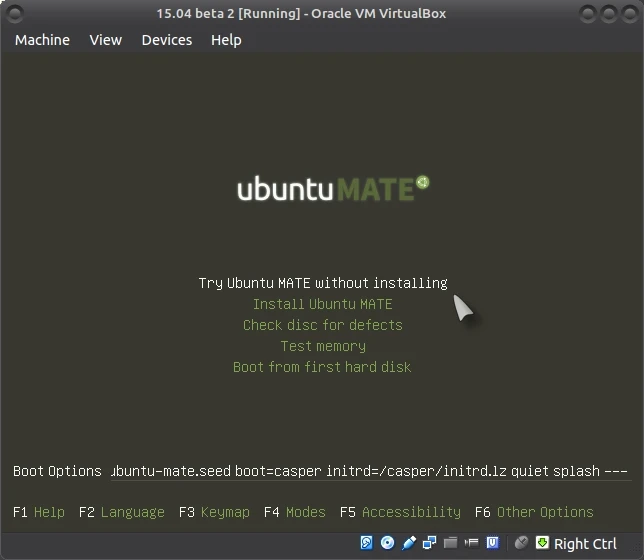 15.04 beta 2 [Running] - Oracle VM VirtualBox
Machine View Devices Help
ubuntu MATE
Try Ubuntu MATE without installing
Install Ubuntu MATE
Check disc for defects
Test memory
Boot from first hard disk
Boot Options ubuntu-mate.seed boot=casper initrd=/casper/initrd.lz quiet splash ---
F1 Help F2 Language F3 Keymap F4 Modes F5 Accessibility F6 Other Options
Right Ctrl